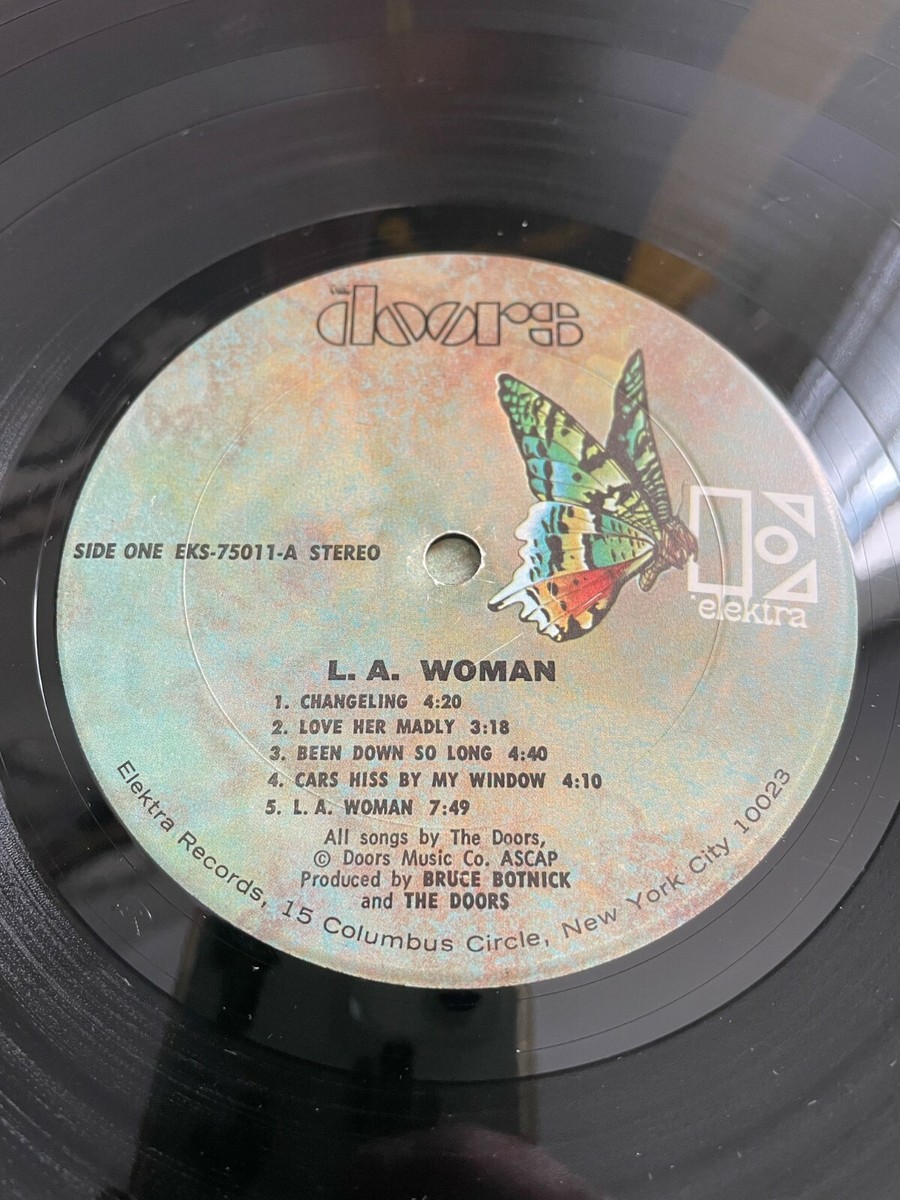 THE
doors
SIDE ONE EKS-75011-A STEREO
elektra
L. A. WOMAN
1. CHANGELING 4:20
2. LOVE HER MADLY 3:18
3. BEEN DOWN SO LONG 4:40
4. CARS HISS BY MY WINDOW 4:10
5. L. A. WOMAN 7:49
All songs by The Doors,
© Doors Music Co. ASCAP
Produced by BRUCE BOTNICK
and THE DOORS
Elektra Records, 15 Columbus Circle, New York City 10023